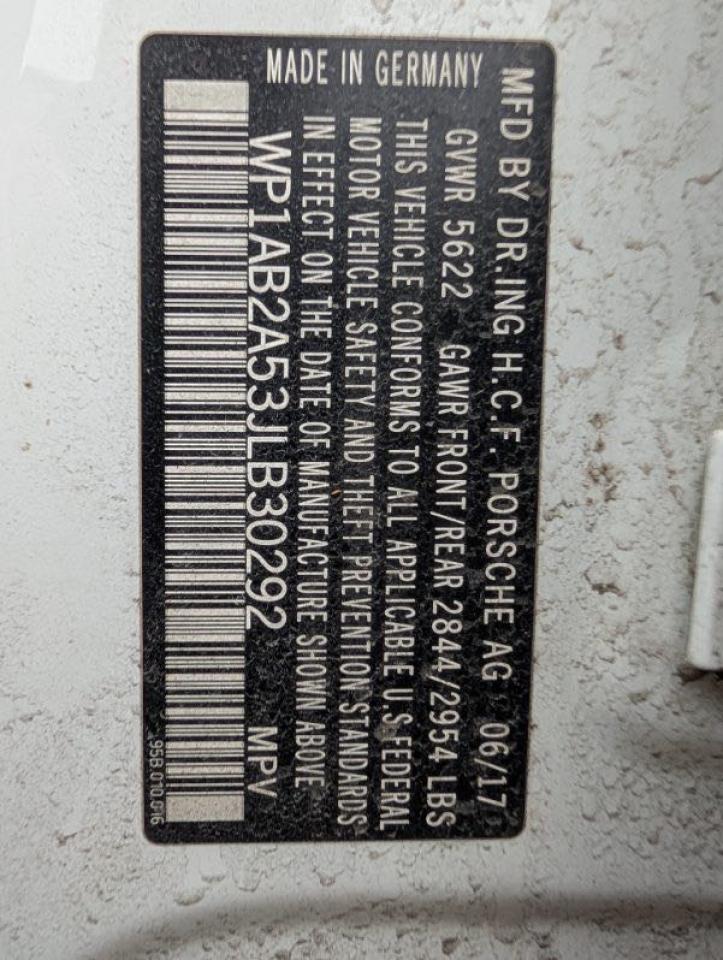 MFD BY DR.ING H.C.F. PORSCHE AG 06/17
GVWR 5622 GAWR FRONT/REAR 2844/2954 LBS
THIS VEHICLE CONFORMS TO ALL APPLICABLE U.S FEDERAL
MOTOR VEHICLE SAFETY AND THEFT PREVENTION STANDARDS
IN EFFECT ON THE DATE OF MANUFACTURE SHOWN ABOVE
WP1AB2A53JLB30292 MPV
95B 010 016
MADE IN GERMANY